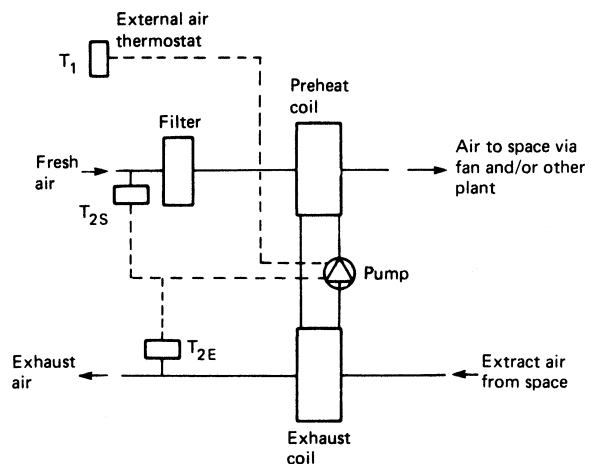 External air
thermostat
T1
Preheat
coil
Filter
Fresh
air
Air to space via
fan and/or other
plant
T2S
Pump
T2E
Exhaust
air
Extract air
from space
Exhaust
coil